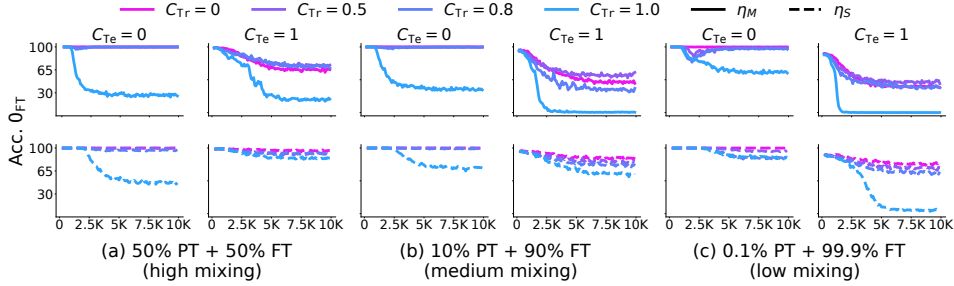 C_Tr = 0 C_Tr = 0.5 C_Tr = 0.8 C_Tr = 1.0 η_M η_S
C_Te = 0 C_Te = 1 C_Te = 0 C_Te = 1 C_Te = 0 C_Te = 1
100
65
30
Acc. 0_FT
100
65
30
0 2.5K 5K 7.5K 10K 0 2.5K 5K 7.5K 10K 0 2.5K 5K 7.5K 10K 0 2.5K 5K 7.5K 10K 0 2.5K 5K 7.5K 10K 0 2.5K 5K 7.5K 10K
(a) 50% PT + 50% FT (b) 10% PT + 90% FT (c) 0.1% PT + 99.9% FT
(high mixing) (medium mixing) (low mixing)